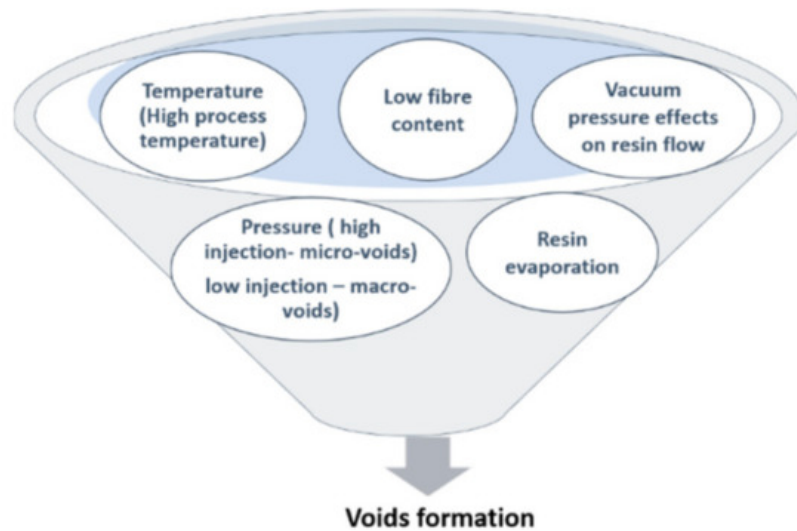 Temperature
(High process
temperature)
Low fibre
content
Vacuum
pressure effects
on resin flow
Pressure ( high
injection- micro-voids)
low injection – macro-
voids)
Resin
evaporation
Voids formation